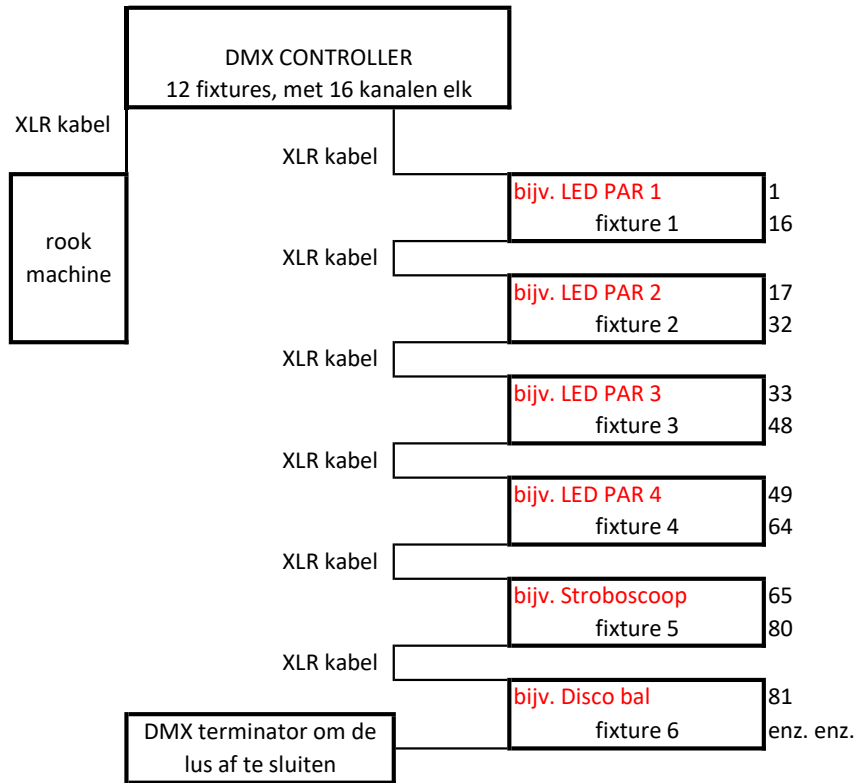 DMX CONTROLLER
12 fixtures, met 16 kanalen elk
XLR kabel
XLR kabel
rook
machine
bijv. LED PAR 1 1
fixture 1 16
XLR kabel
bijv. LED PAR 2 17
fixture 2 32
XLR kabel
bijv. LED PAR 3 33
fixture 3 48
XLR kabel
bijv. LED PAR 4 49
fixture 4 64
XLR kabel
bijv. Stroboscoop 65
fixture 5 80
XLR kabel
bijv. Disco bal 81
fixture 6 enz. enz.
DMX terminator om de
lus af te sluiten